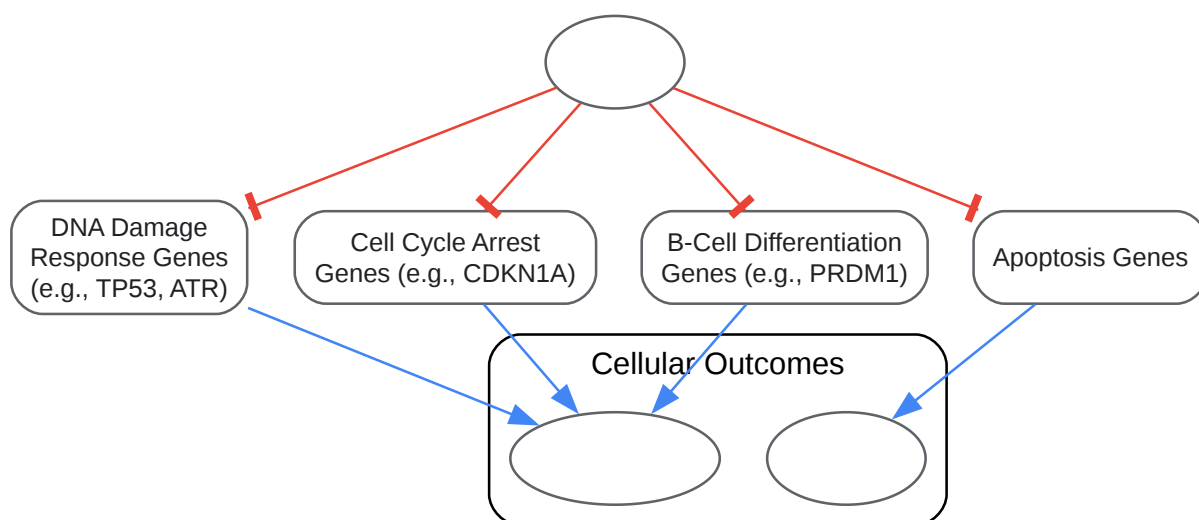 DNA Damage
Response Genes
(e.g., TP53, ATR)
Cell Cycle Arrest
Genes (e.g., CDKN1A)
B-Cell Differentiation
Genes (e.g., PRDM1)
Apoptosis Genes
Cellular Outcomes